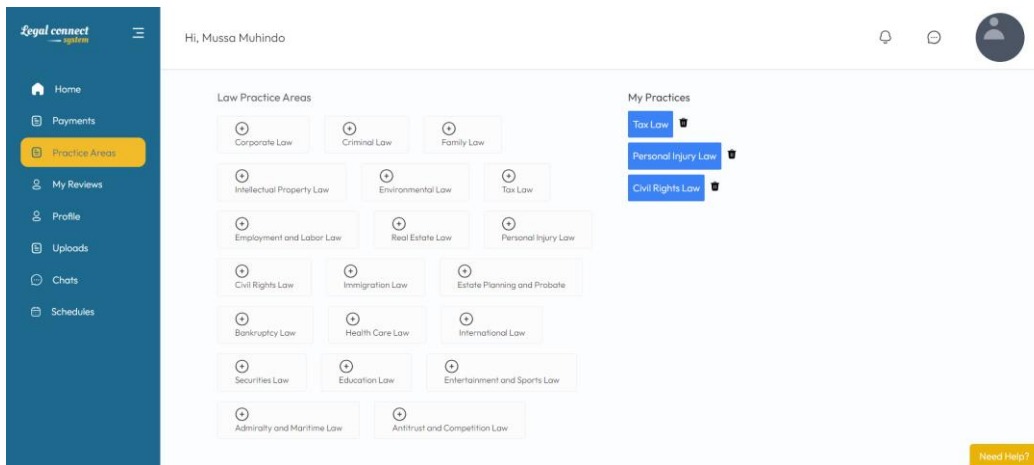 Legal connect
system
Hi, Mussa Muhindo
Home
Payments
Practice Areas
My Reviews
Profile
Uploads
Chats
Schedules
Law Practice Areas
Corporate Law
Criminal Law
Family Law
Intellectual Property Law
Environmental Law
Tax Law
Employment and Labor Law
Real Estate Law
Personal Injury Law
Civil Rights Law
Immigration Law
Estate Planning and Probate
Bankruptcy Law
Health Care Law
International Law
Securities Law
Education Law
Entertainment and Sports Law
Admiralty and Maritime Law
Antitrust and Competition Law
My Practices
Tax Law
Personal Injury Law
Civil Rights Law
Need Help?